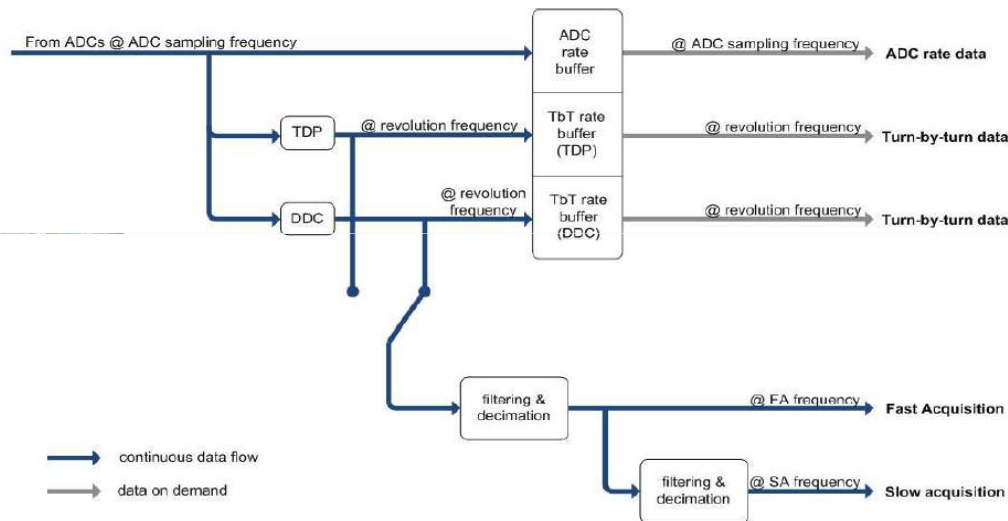 From ADCs @ ADC sampling frequency
ADC
rate
buffer
@ ADC sampling frequency
ADC rate data
TDP
@ revolution frequency
TbT rate
buffer
(TDP)
@ revolution frequency
Turn-by-turn data
DDC
@ revolution
frequency
TbT rate
buffer
(DDC)
@ revolution frequency
Turn-by-turn data
filtering &
decimation
@ FA frequency
Fast Acquisition
continuous data flow
data on demand
filtering &
decimation
@ SA frequency
Slow acquisition